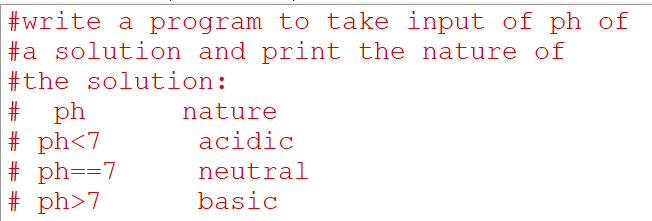 #write a program to take input of ph of
#a solution and print the nature of
#the solution:
#  ph      nature
# ph<7      acidic
# ph==7     neutral
# ph>7      basic